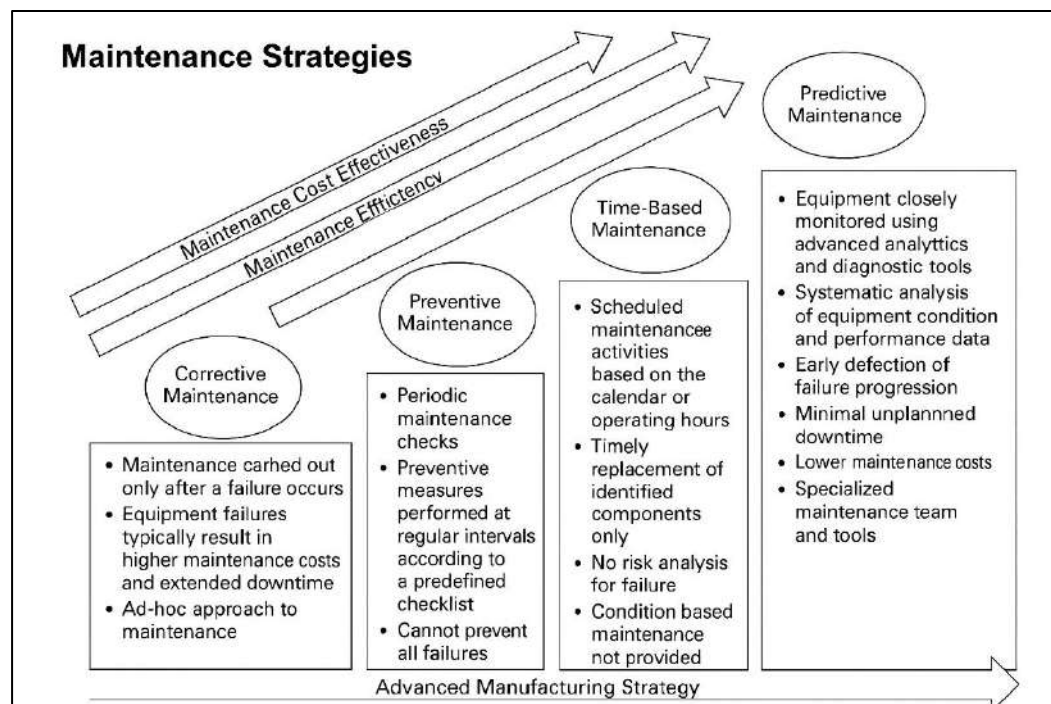 Maintenance Strategies
Maintenance Cost Effectiveness
Maintenance Efftictency
Corrective
Maintenance
• Maintenance carhed out
only after a failure occurs
• Equipment failures
typically result in
higher maintenance costs
and extended downtime
• Ad-hoc approach to
maintenance
Preventive
Maintenance
• Periodic
maintenance
checks
• Preventive
measures
performed at
regular intervals
according to
a predefined
checklist
• Cannot prevent
all failures
Time-Based
Maintenance
• Scheduled
maintenancee
activities
based on the
calendar or
operating hours
• Timely
replacement of
identified
components
only
• No risk analysis
for failure
• Condition based
maintenance
not provided
Predictive
Maintenance
• Equipment closely
monitored using
advanced analyttics
and diagnostic tools
• Systematic analysis
of equipment condition
and performance data
• Early defection of
failure progression
• Minimal unplannned
downtime
• Lower maintenance costs
• Specialized
maintenance team
and tools
Advanced Manufacturing Strategy